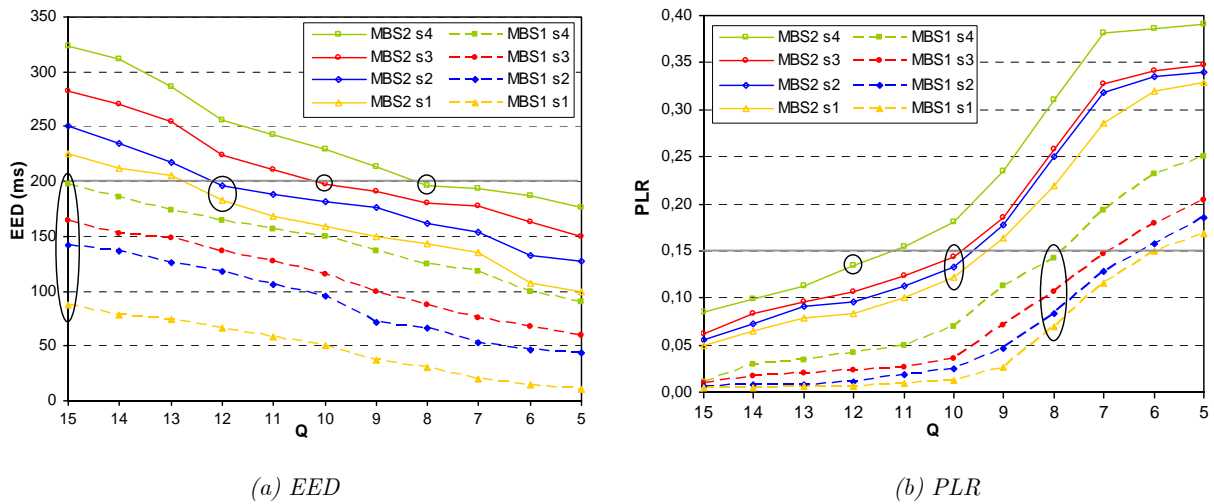 350
300
250
200
150
100
50
0
EED (ms)
MBS2 s4 MBS1 s4
MBS2 s3 MBS1 s3
MBS2 s2 MBS1 s2
MBS2 s1 MBS1 s1
15 14 13 12 11 10 9 8 7 6 5
Q
(a) EED
0,40
0,35
0,30
0,25
0,20
0,15
0,10
0,05
0,00
PLR
MBS2 s4 MBS1 s4
MBS2 s3 MBS1 s3
MBS2 s2 MBS1 s2
MBS2 s1 MBS1 s1
15 14 13 12 11 10 9 8 7 6 5
Q
(b) PLR